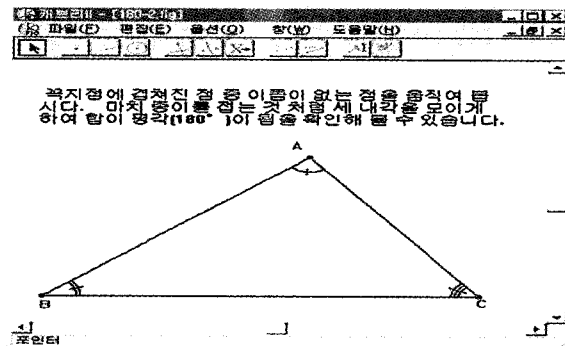 파일(F) 편집(E) 옵션(O) 창(W) 도움말(H)
꼭지점에 겹쳐진 점 중 이름이 없는 점을 움직여 봅
시다. 마치 종이를 접는 것 처럼 세 내각을 모이게
하여 합이 평각(180° )이 됨을 확인해 볼 수 있습니다.
A
B C
포인터